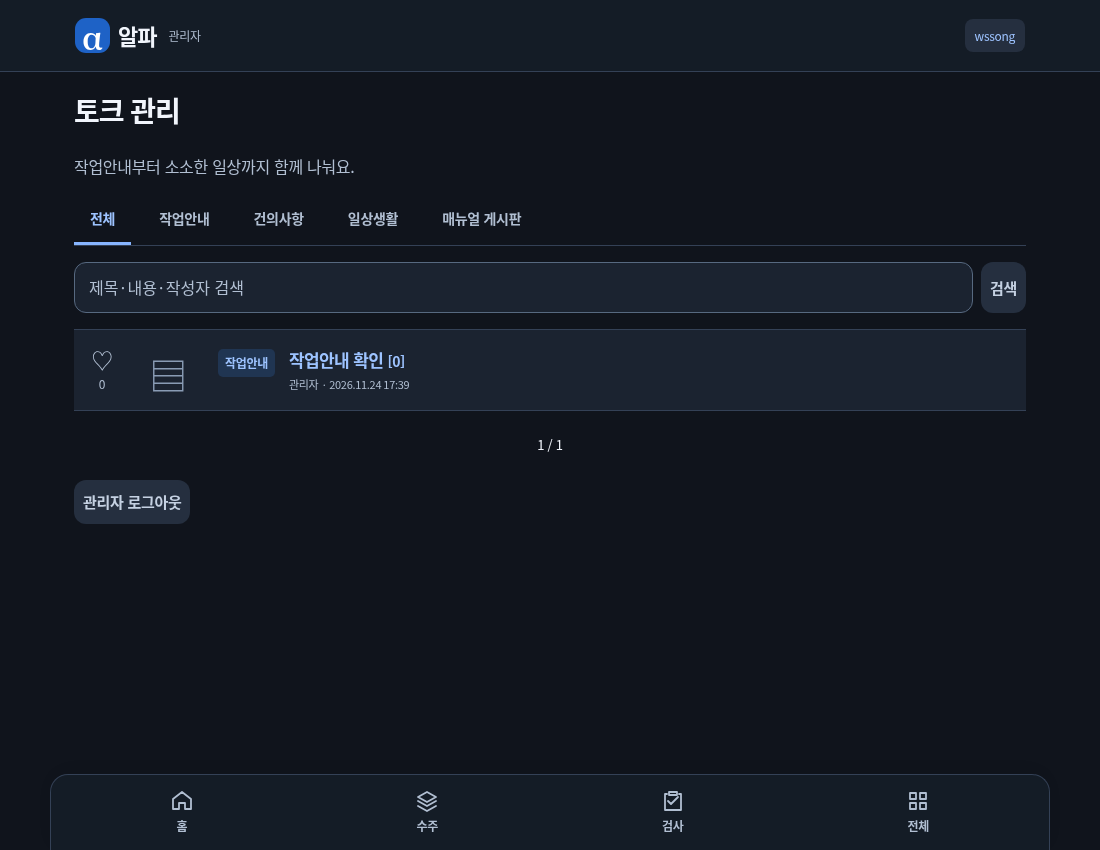 α 알파 관리자
wssong
토크 관리
작업안내부터 소소한 일상까지 함께 나눠요.
전체 작업안내 건의사항 일상생활 매뉴얼 게시판
제목·내용·작성자 검색
검색
♡
0
작업안내
작업안내 확인 [0]
관리자 · 2026.11.24 17:39
1 / 1
관리자 로그아웃
홈 수주 검사 전체